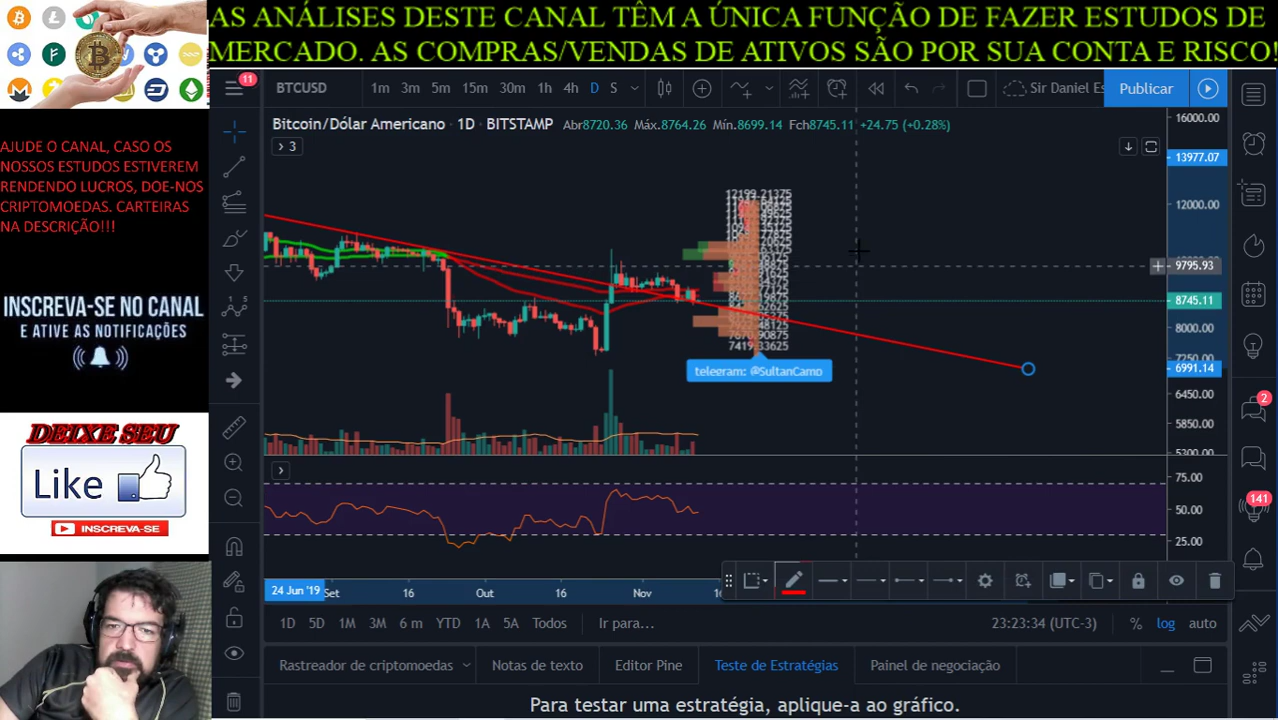 AS ANÁLISES DESTE CANAL TÊM A ÚNICA FUNÇÃO DE FAZER ESTUDOS DE
MERCADO. AS COMPRAS/VENDAS DE ATIVOS SÃO POR SUA CONTA E RISCO!
AJUDE O CANAL, CASO OS
NOSSOS ESTUDOS ESTIVEREM
RENDENDO LUCROS, DOE-NOS
CRIPTOMOEDAS. CARTEIRAS
NA DESCRIÇÃO!!!
INSCREVA-SE NO CANAL
E ATIVE AS NOTIFICAÇÕES
DEIXE SEU
Like
INSCREVA-SE
11
BTCUSD
1m 3m 5m 15m 30m 1h 4h D S
Sir Daniel Es
Publicar
Bitcoin/Dólar Americano 1D BITSTAMP Abr8720.36 Máx.8764.26 Mín.8699.14 Fch8745.11 +24.75 (+0.28%)
3
12199.21375
7419.33625
telegram: @SultanCamp
16000.00
13977.07
12000.00
9795.93
8745.11
8000.00
7250.00
6991.14
6450.00
5850.00
5300.00
75.00
50.00
25.00
2
141
24 Jun '19 Set 16 Out 16 Nov
1D 5D 1M 3M 6 m YTD 1A 5A Todos Ir para... 23:23:34 (UTC-3) % log auto
Rastreador de criptomoedas Notas de texto Editor Pine Teste de Estratégias Painel de negociação
Para testar uma estratégia, aplique-a ao gráfico.